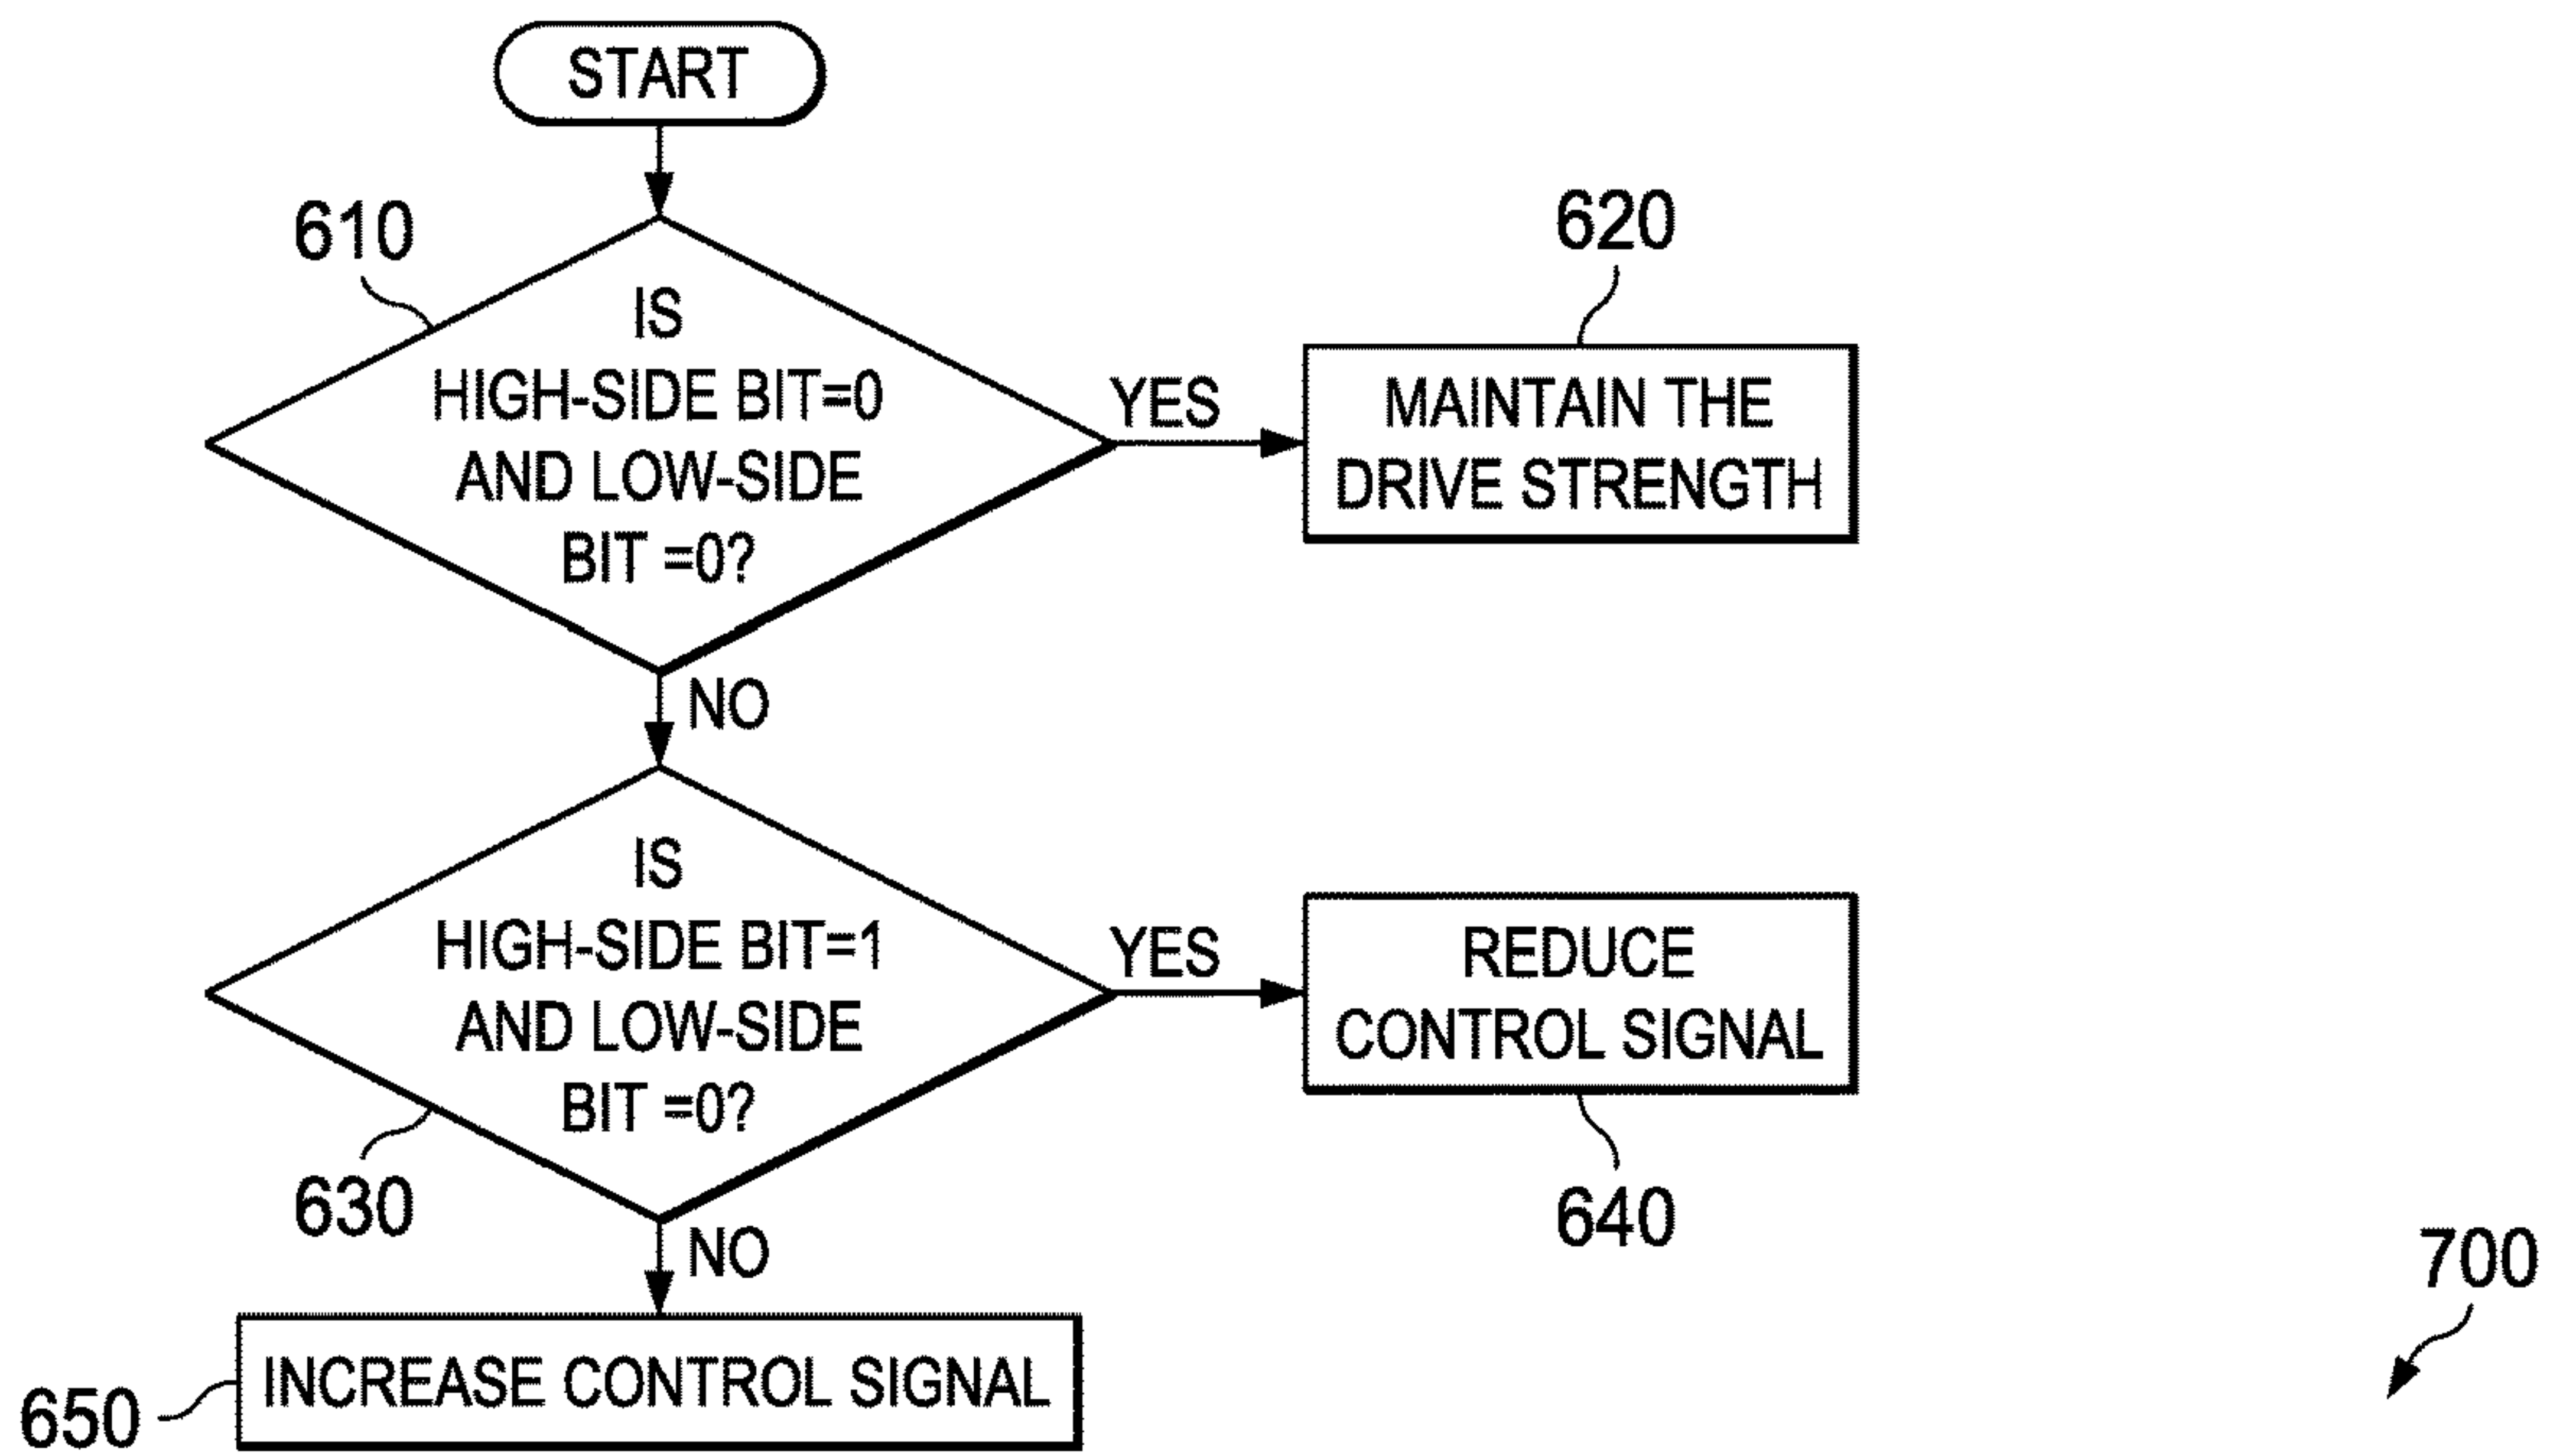 START
610
IS
HIGH-SIDE BIT=0
AND LOW-SIDE
BIT =0?
YES
620
MAINTAIN THE
DRIVE STRENGTH
NO
IS
HIGH-SIDE BIT=1
AND LOW-SIDE
BIT =0?
630
YES
REDUCE
CONTROL SIGNAL
640
NO
INCREASE CONTROL SIGNAL
650
700